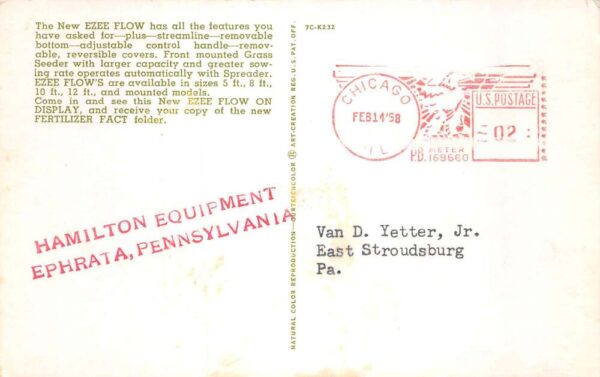 The New EZEE FLOW has all the features you
have asked for—plus—streamline—removable
bottom—adjustable control handle—remov-
able, reversible covers. Front mounted Grass
Seeder with larger capacity and greater sow-
ing rate operates automatically with Spreader.
EZEE FLOW'S are available in sizes 5 ft., 8 ft.,
10 ft., 12 ft., and mounted models.
Come in and see this New EZEE FLOW ON
DISPLAY, and receive your copy of the new
FERTILIZER FACT folder.
HAMILTON EQUIPMENT
EPHRATA, PENNSYLVANIA
NATURAL COLOR REPRODUCTION
ART-CREATION REG. U. S. PAT. OFF.
7C-K232
CHICAGO
FEB 14 '58
U.S. POSTAGE
02
P.B. METER
169660
Van D. Yetter, Jr.
East Stroudsburg
Pa.